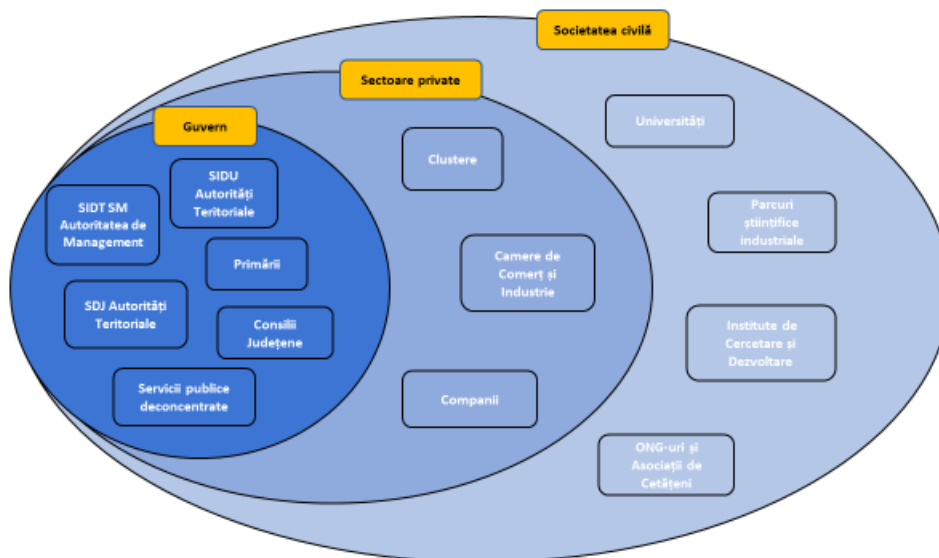 Societatea civilă
Sectoare private
Guvern
SIDU
Autorități
Teritoriale
SIDT SM
Autoritatea de
Management
Primării
SDJ Autorități
Teritoriale
Consilii
Județene
Servicii publice
deconcentrate
Clustere
Camere de
Comerț și
Industrie
Companii
Universități
Parcuri
științifice
industriale
Institute de
Cercetare și
Dezvoltare
ONG-uri și
Asociații de
Cetățeni